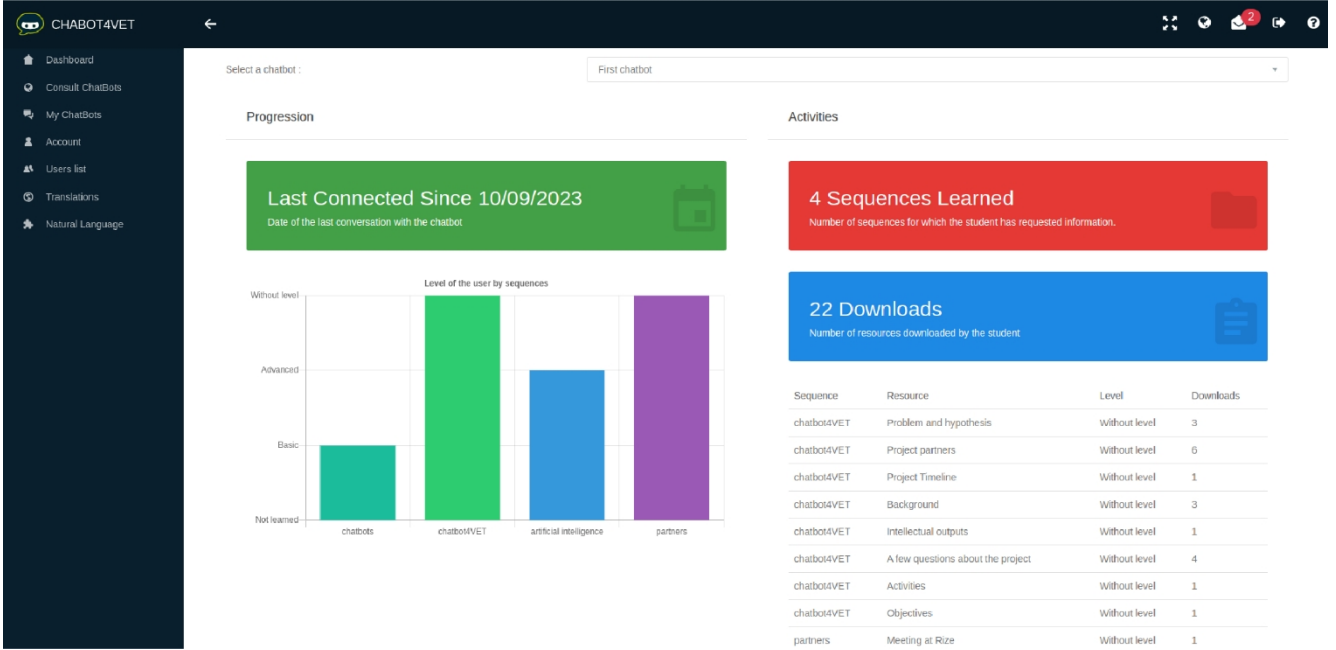 CHABOT4VET
2
Dashboard
Consult ChatBots
My ChatBots
Account
Users list
Translations
Natural Language
Select a chatbot :
First chatbot
Progression
Last Connected Since 10/09/2023
Date of the last conversation with the chatbot
Level of the user by sequences
Without level
Advanced
Basic
Not learned
chatbots chatbot4VET artificial intelligence partners
Activities
4 Sequences Learned
Number of sequences for which the student has requested information.
22 Downloads
Number of resources downloaded by the student
Sequence Resource Level Downloads
chatbot4VET Problem and hypothesis Without level 3
chatbot4VET Project partners Without level 6
chatbot4VET Project Timeline Without level 1
chatbot4VET Background Without level 3
chatbot4VET Intellectual outputs Without level 1
chatbot4VET A few questions about the project Without level 4
chatbot4VET Activities Without level 1
chatbot4VET Objectives Without level 1
partners Meeting at Rize Without level 1